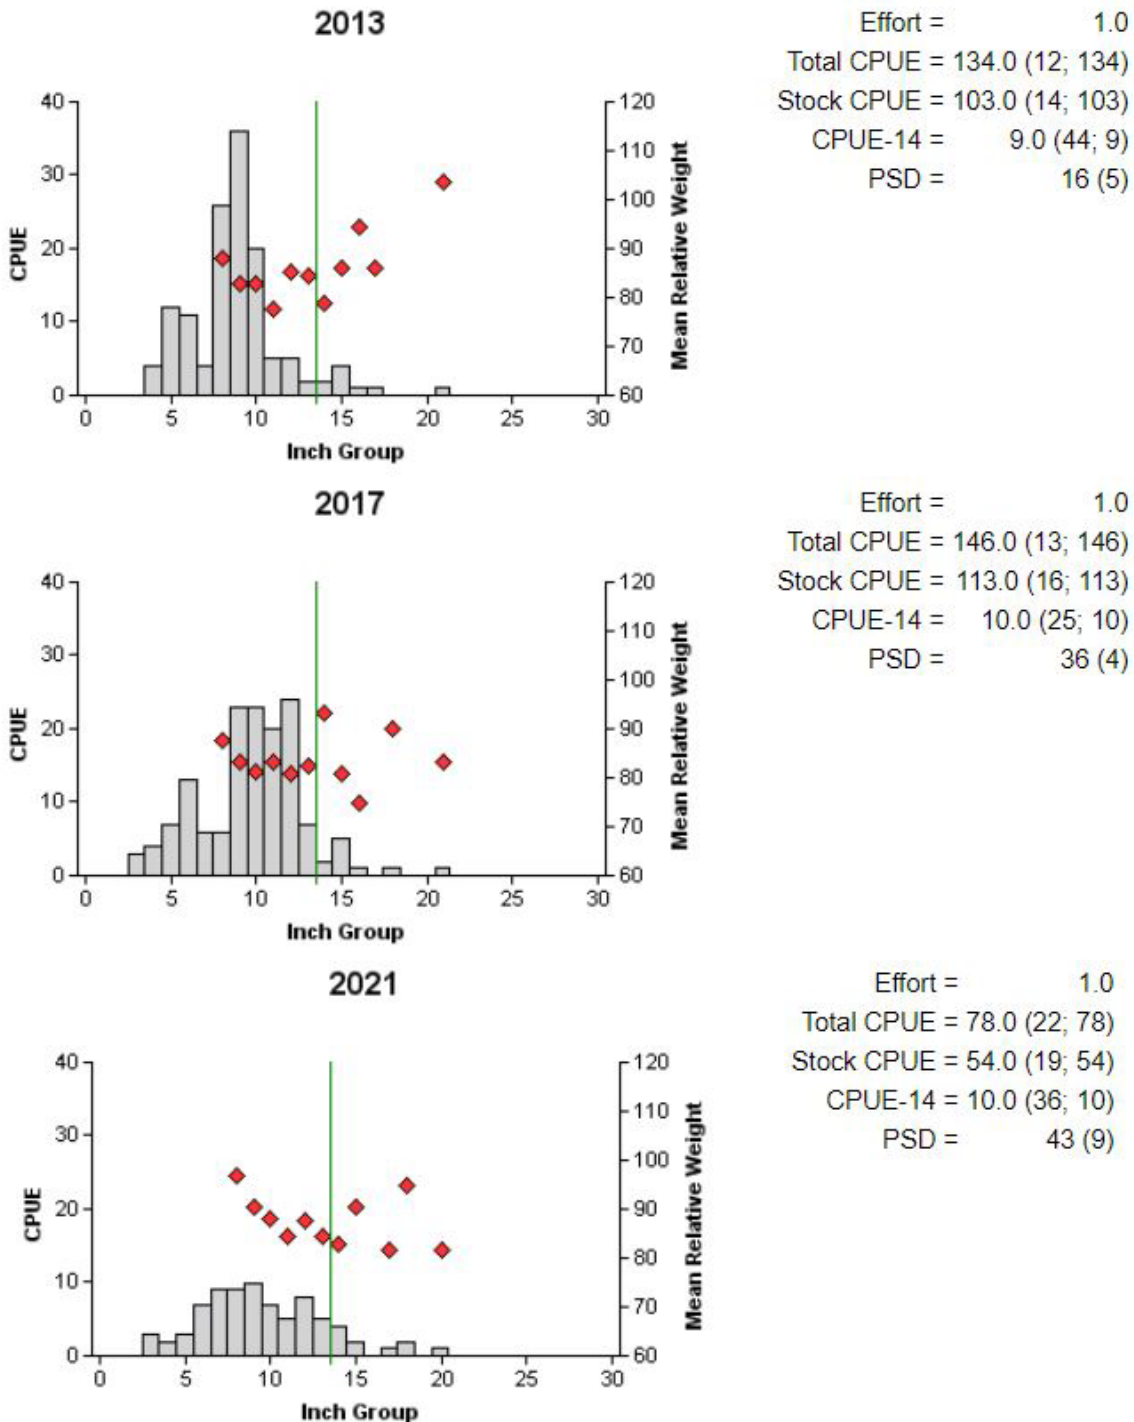 2013
Effort = 1.0
Total CPUE = 134.0 (12; 134)
Stock CPUE = 103.0 (14; 103)
CPUE-14 = 9.0 (44; 9)
PSD = 16 (5)
40
30
20
10
0
CPUE
120
110
100
90
80
70
60
Mean Relative Weight
0 5 10 15 20 25 30
Inch Group
2017
Effort = 1.0
Total CPUE = 146.0 (13; 146)
Stock CPUE = 113.0 (16; 113)
CPUE-14 = 10.0 (25; 10)
PSD = 36 (4)
40
30
20
10
0
CPUE
120
110
100
90
80
70
60
Mean Relative Weight
0 5 10 15 20 25 30
Inch Group
2021
Effort = 1.0
Total CPUE = 78.0 (22; 78)
Stock CPUE = 54.0 (19; 54)
CPUE-14 = 10.0 (36; 10)
PSD = 43 (9)
40
30
20
10
0
CPUE
120
110
100
90
80
70
60
Mean Relative Weight
0 5 10 15 20 25 30
Inch Group